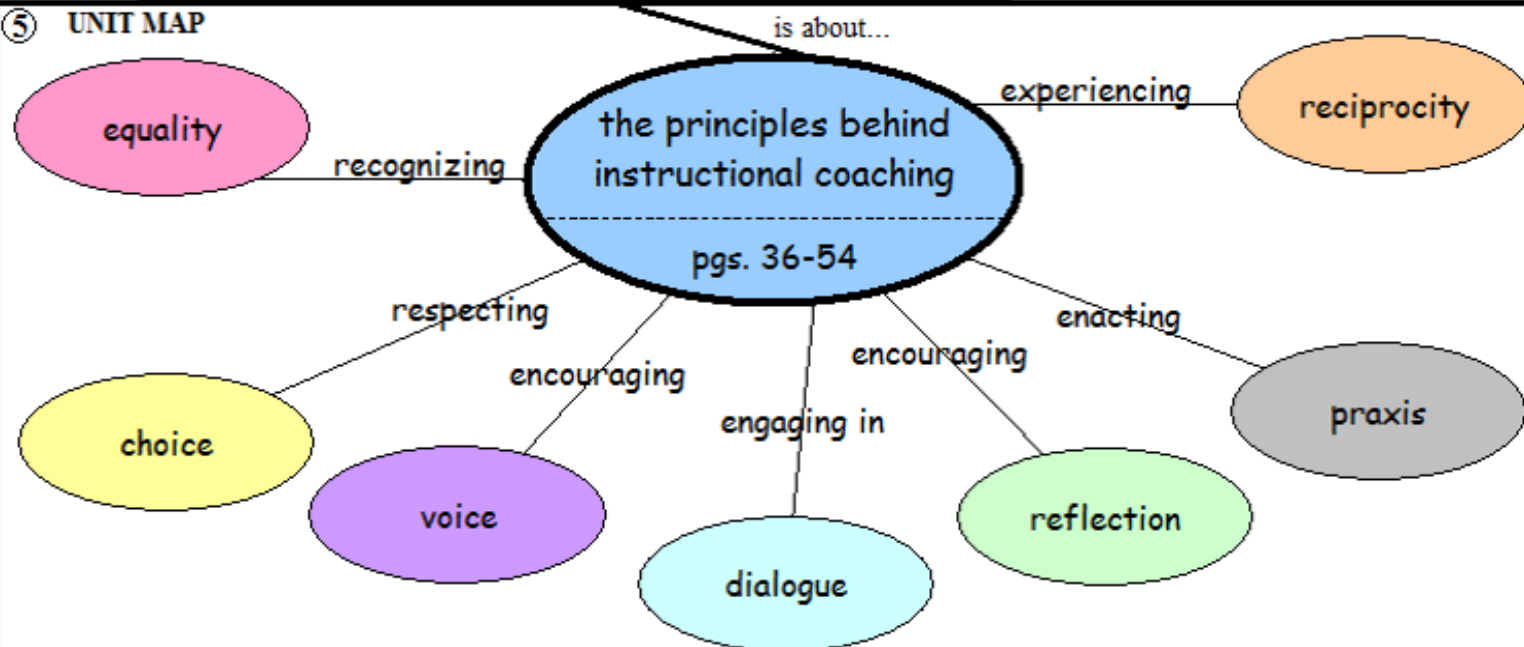 ⑤ UNIT MAP
is about...
the principles behind
instructional coaching
pgs. 36-54
recognizing
equality
respecting
choice
encouraging
voice
engaging in
dialogue
encouraging
reflection
enacting
praxis
experiencing
reciprocity